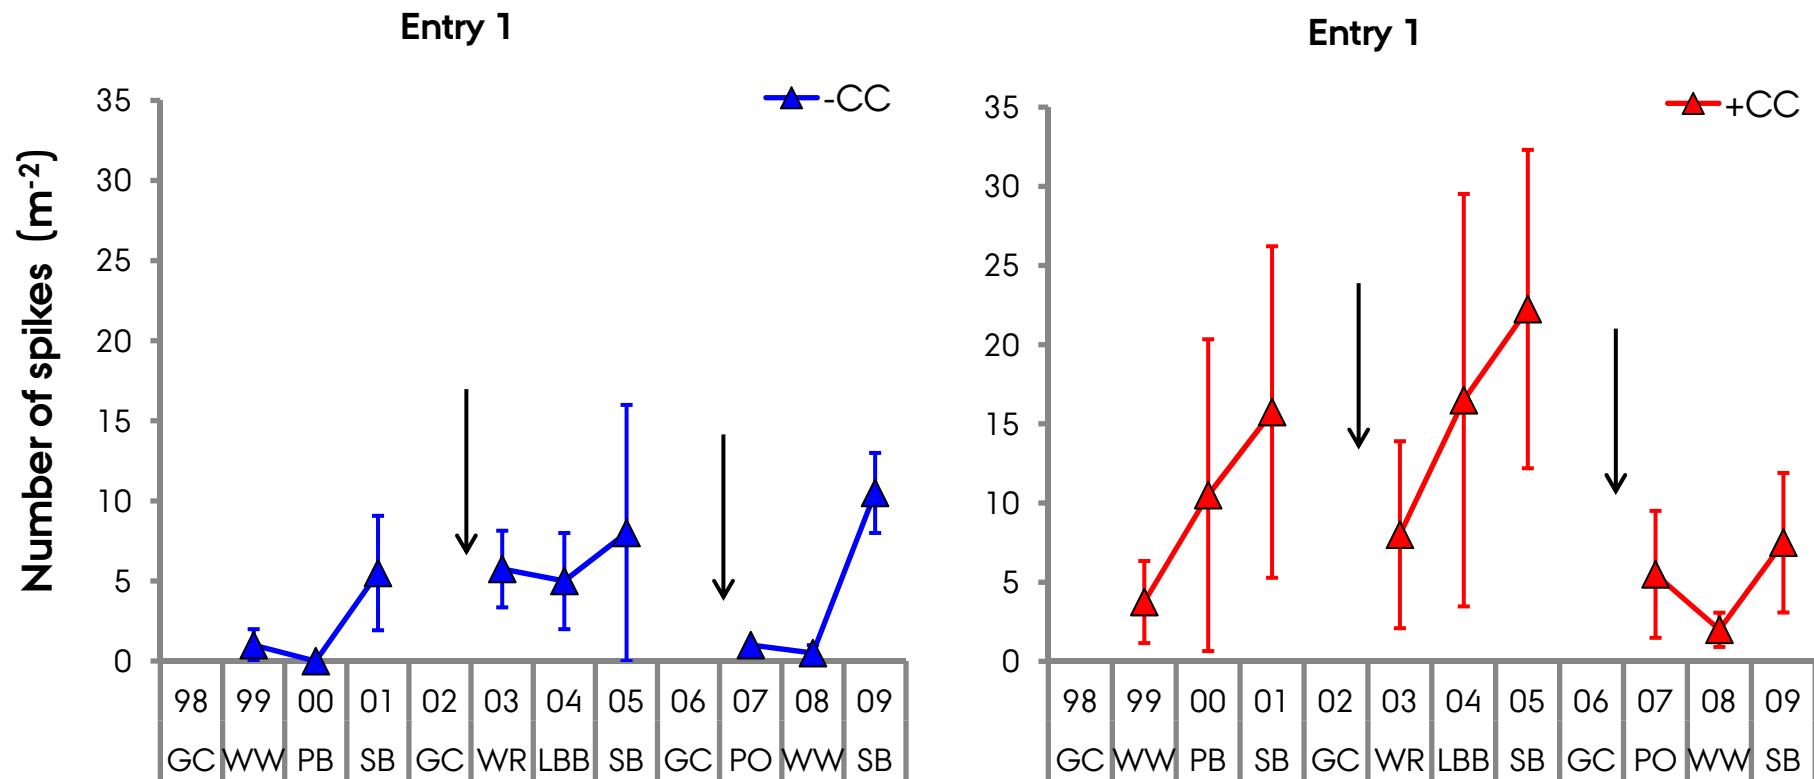 Entry 1
-CC
Number of spikes (m⁻²)
35
30
25
20
15
10
5
0
98 99 00 01 02 03 04 05 06 07 08 09
GC WW PB SB GC WR LBB SB GC PO WW SB
Entry 1
+CC
35
30
25
20
15
10
5
0
98 99 00 01 02 03 04 05 06 07 08 09
GC WW PB SB GC WR LBB SB GC PO WW SB